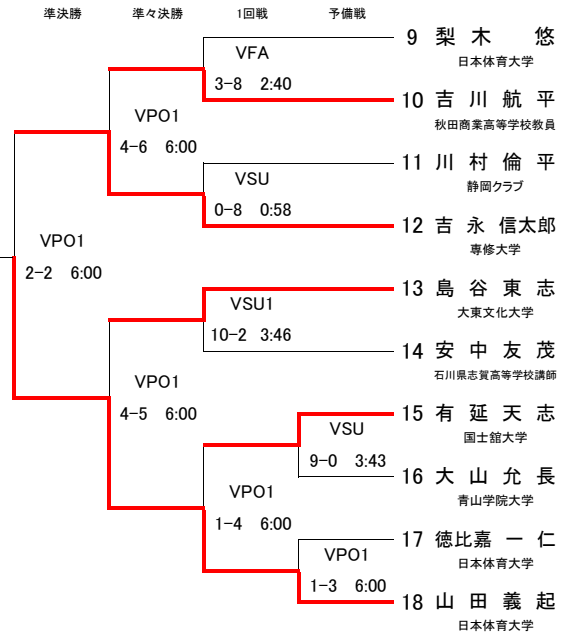 準決勝 準々決勝 1回戦 予備戦
9 梨木 悠
日本体育大学
VFA
3-8 2:40
10 吉川航平
秋田商業高等学校教員
VPO1
4-6 6:00
11 川村倫平
静岡クラブ
VSU
0-8 0:58
12 吉永信太郎
専修大学
VPO1
2-2 6:00
13 島谷東志
大東文化大学
VSU1
10-2 3:46
14 安中友茂
石川県志賀高等学校講師
VPO1
4-5 6:00
15 有延天志
国士舘大学
VSU
9-0 3:43
16 大山允長
青山学院大学
VPO1
1-4 6:00
17 徳比嘉一仁
日本体育大学
VPO1
1-3 6:00
18 山田義起
日本体育大学